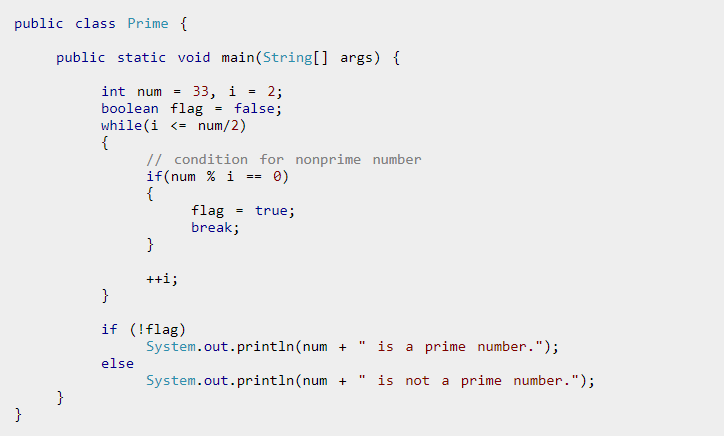 public class Prime {
public static void main(String[] args) {
int num = 33, i = 2;
boolean flag = false;
while(i <= num/2)
{
// condition for nonprime number
if(num % i == 0)
{
flag = true;
break;
}
++i;
}
if (!flag)
System.out.println(num + " is a prime number.");
else
System.out.println(num + " is not a prime number.");
}
}